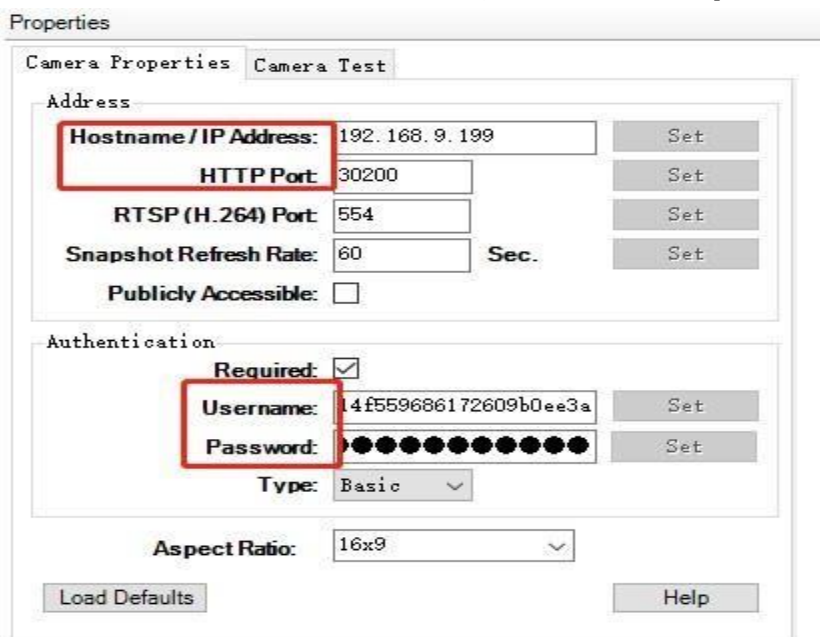 Properties
Camera Properties Camera Test
Address
Hostname / IP Address: 192.168.9.199 Set
HTTP Port: 30200 Set
RTSP (H.264) Port: 554 Set
Snapshot Refresh Rate: 60 Sec. Set
Publicly Accessible:
Authentication
Required:
Username: 14f559686172609b0ee3a Set
Password: ●●●●●●●●●●● Set
Type: Basic
Aspect Ratio: 16x9
Load Defaults Help